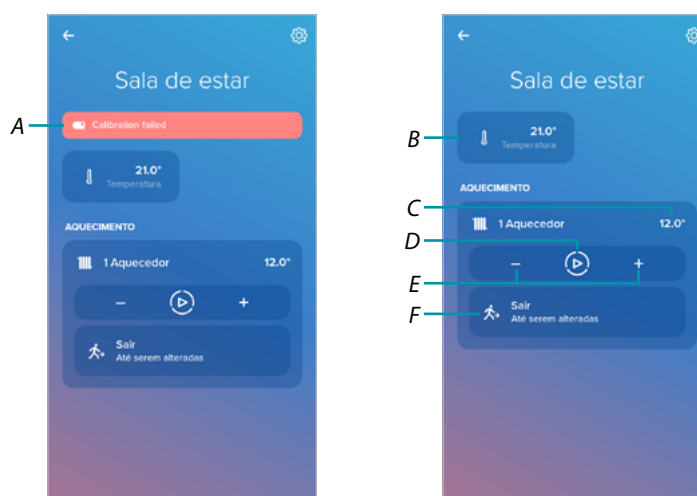 Sala de estar
A
Calibration failed
21.0°
Temperatura
AQUECIMENTO
1 Aquecedor 12.0°
– +
Sair
Até serem alteradas
Sala de estar
B
21.0°
Temperatura
AQUECIMENTO
C
1 Aquecedor 12.0°
D
– +
E
F
Sair
Até serem alteradas